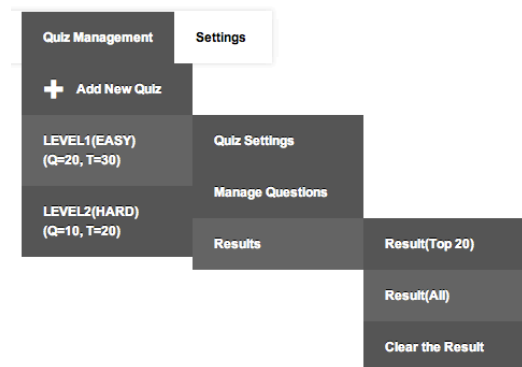 Quiz Management
Settings
Add New Quiz
LEVEL1(EASY)
(Q=20, T=30)
Quiz Settings
Manage Questions
LEVEL2(HARD)
(Q=10, T=20)
Results
Result(Top 20)
Result(All)
Clear the Result